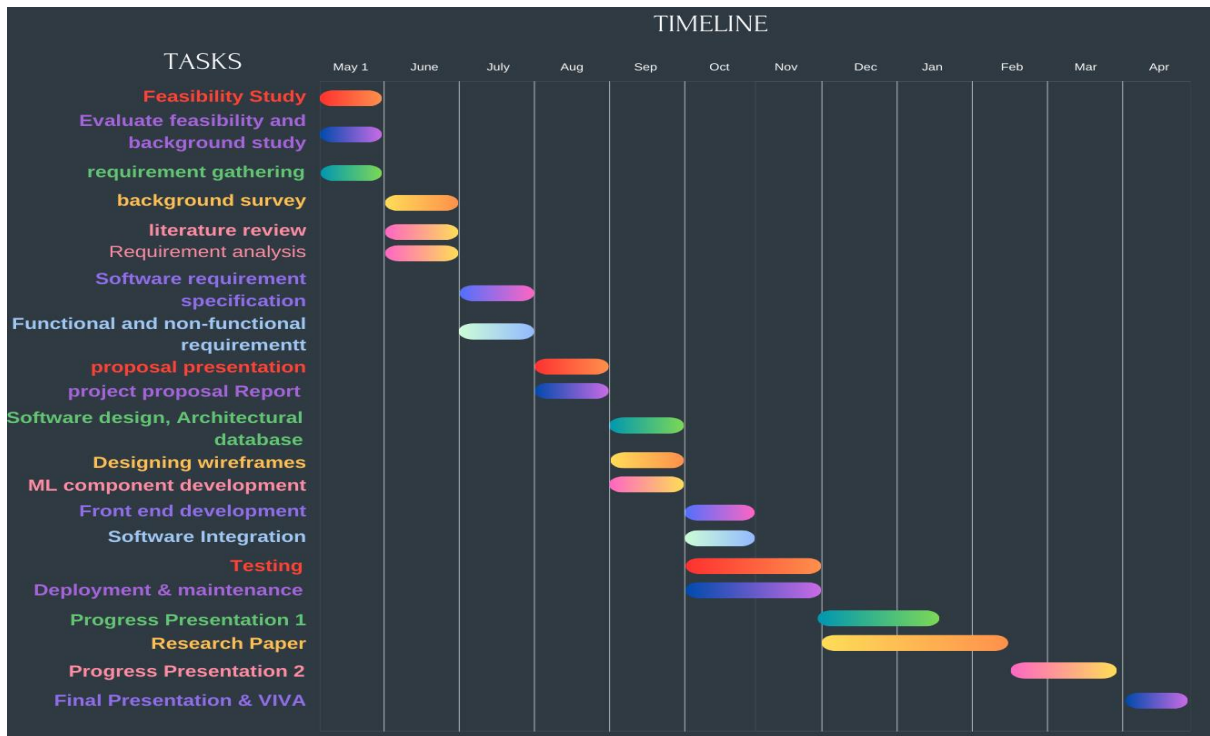 TIMELINE
TASKS
May 1 June July Aug Sep Oct Nov Dec Jan Feb Mar Apr
Feasibility Study
Evaluate feasibility and
background study
requirement gathering
background survey
literature review
Requirement analysis
Software requirement
specification
Functional and non-functional
requirementt
proposal presentation
project proposal Report
Software design, Architectural
database
Designing wireframes
ML component development
Front end development
Software Integration
Testing
Deployment & maintenance
Progress Presentation 1
Research Paper
Progress Presentation 2
Final Presentation & VIVA